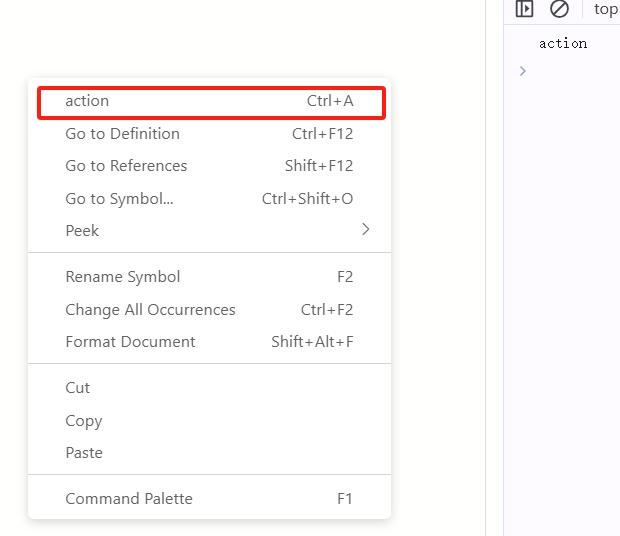 top
action
action Ctrl+A
Go to Definition Ctrl+F12
Go to References Shift+F12
Go to Symbol... Ctrl+Shift+O
Peek
Rename Symbol F2
Change All Occurrences Ctrl+F2
Format Document Shift+Alt+F
Cut
Copy
Paste
Command Palette F1